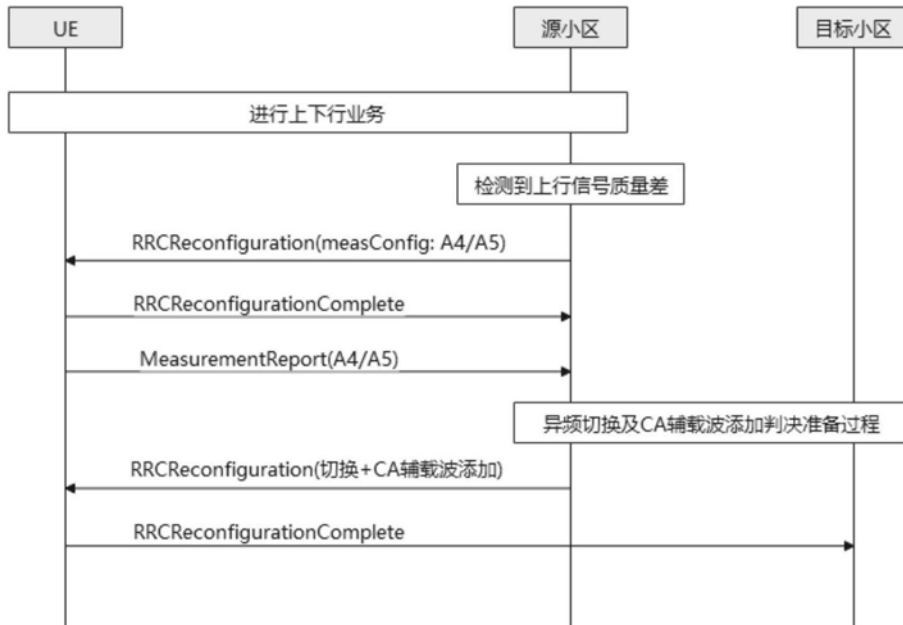 UE
源小区
目标小区
进行上下行业务
检测到上行信号质量差
RRCReconfiguration(measConfig: A4/A5)
RRCReconfigurationComplete
MeasurementReport(A4/A5)
异频切换及CA辅载波添加判决准备过程
RRCReconfiguration(切换+CA辅载波添加)
RRCReconfigurationComplete